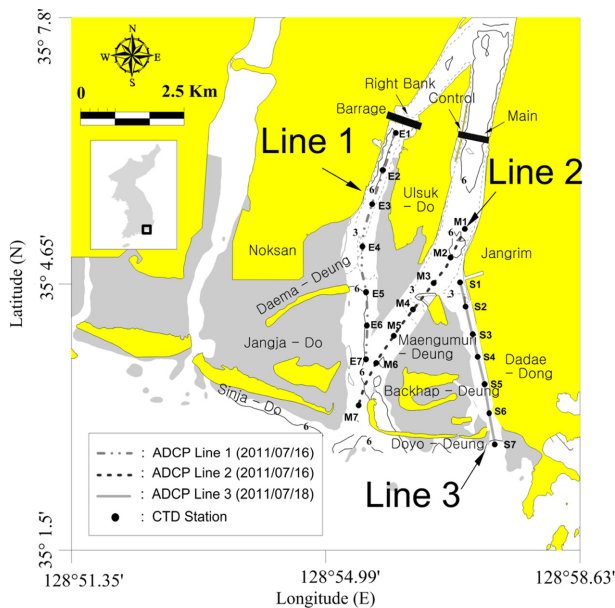 35° 7.8'
N
W
E
S
0
2.5 Km
Right Bank
Barrage
Control
Main
E1
Line 1
E2
6
6
Ulsuk
- Do
E3
Line 2
M1
3
6
E4
M2
Noksan
Jangrim
35° 4.65'
M3
3
3
S1
Daema - Deung
6
E5
M4
S2
E6
M5
S3
Jangja - Do
Maengumuri
- Deung
S4
Dadae
- Dong
E7
M6
6
Backhap - Deung
S5
Sinja - Do
M7
S6
6
6
Doyo - Deung
S7
: ADCP Line 1 (2011/07/16)
: ADCP Line 2 (2011/07/16)
: ADCP Line 3 (2011/07/18)
: CTD Station
Line 3
35° 1.5'
128° 51.35'
128° 54.99'
128° 58.63'
Longitude (E)
Latitude (N)